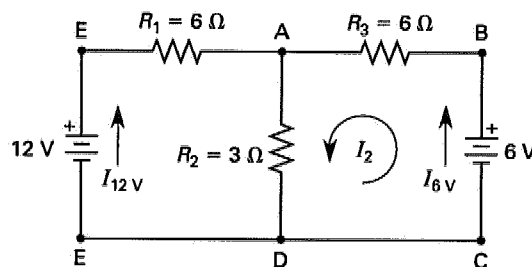 R₁ = 6 Ω
R₃ = 6 Ω
E
A
B
+
12 V
I₁₂ V
R₂ = 3 Ω
I₂
I₆ V
+
6 V
E
D
C